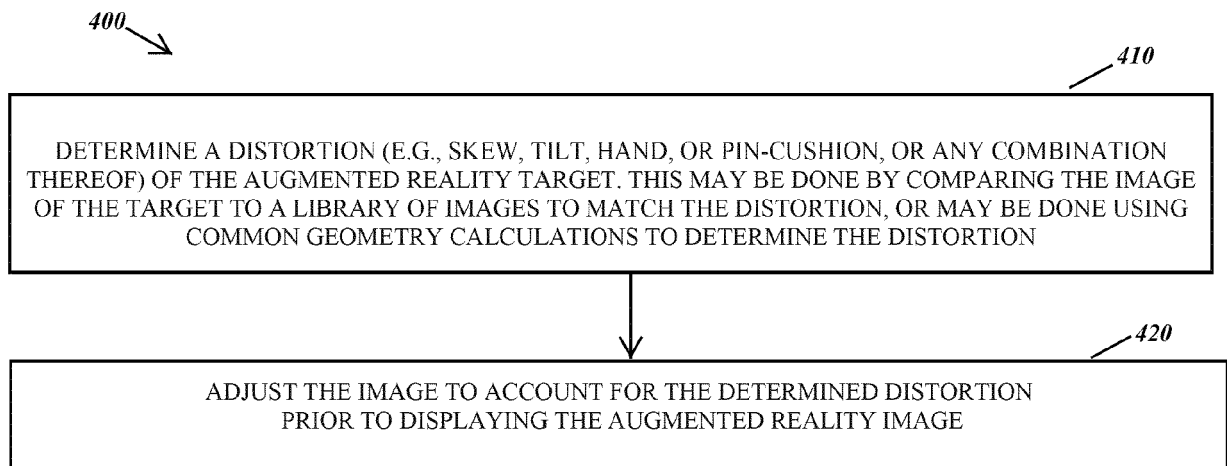 400
410
DETERMINE A DISTORTION (E.G., SKEW, TILT, HAND, OR PIN-CUSHION, OR ANY COMBINATION
THEREOF) OF THE AUGMENTED REALITY TARGET. THIS MAY BE DONE BY COMPARING THE IMAGE
OF THE TARGET TO A LIBRARY OF IMAGES TO MATCH THE DISTORTION, OR MAY BE DONE USING
COMMON GEOMETRY CALCULATIONS TO DETERMINE THE DISTORTION
420
ADJUST THE IMAGE TO ACCOUNT FOR THE DETERMINED DISTORTION
PRIOR TO DISPLAYING THE AUGMENTED REALITY IMAGE